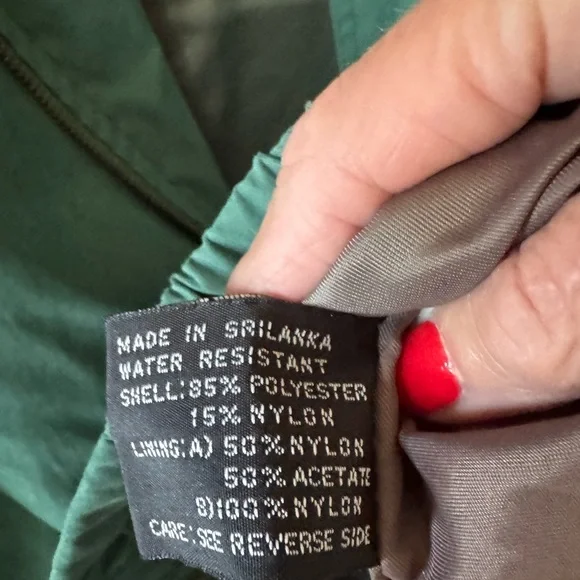 MADE IN SRILANKA
WATER RESISTANT
SHELL:85% POLYESTER
15% NYLON
LINING:A) 50% NYLON
50% ACETATE
B)100% NYLON
CARE:SEE REVERSE SIDE